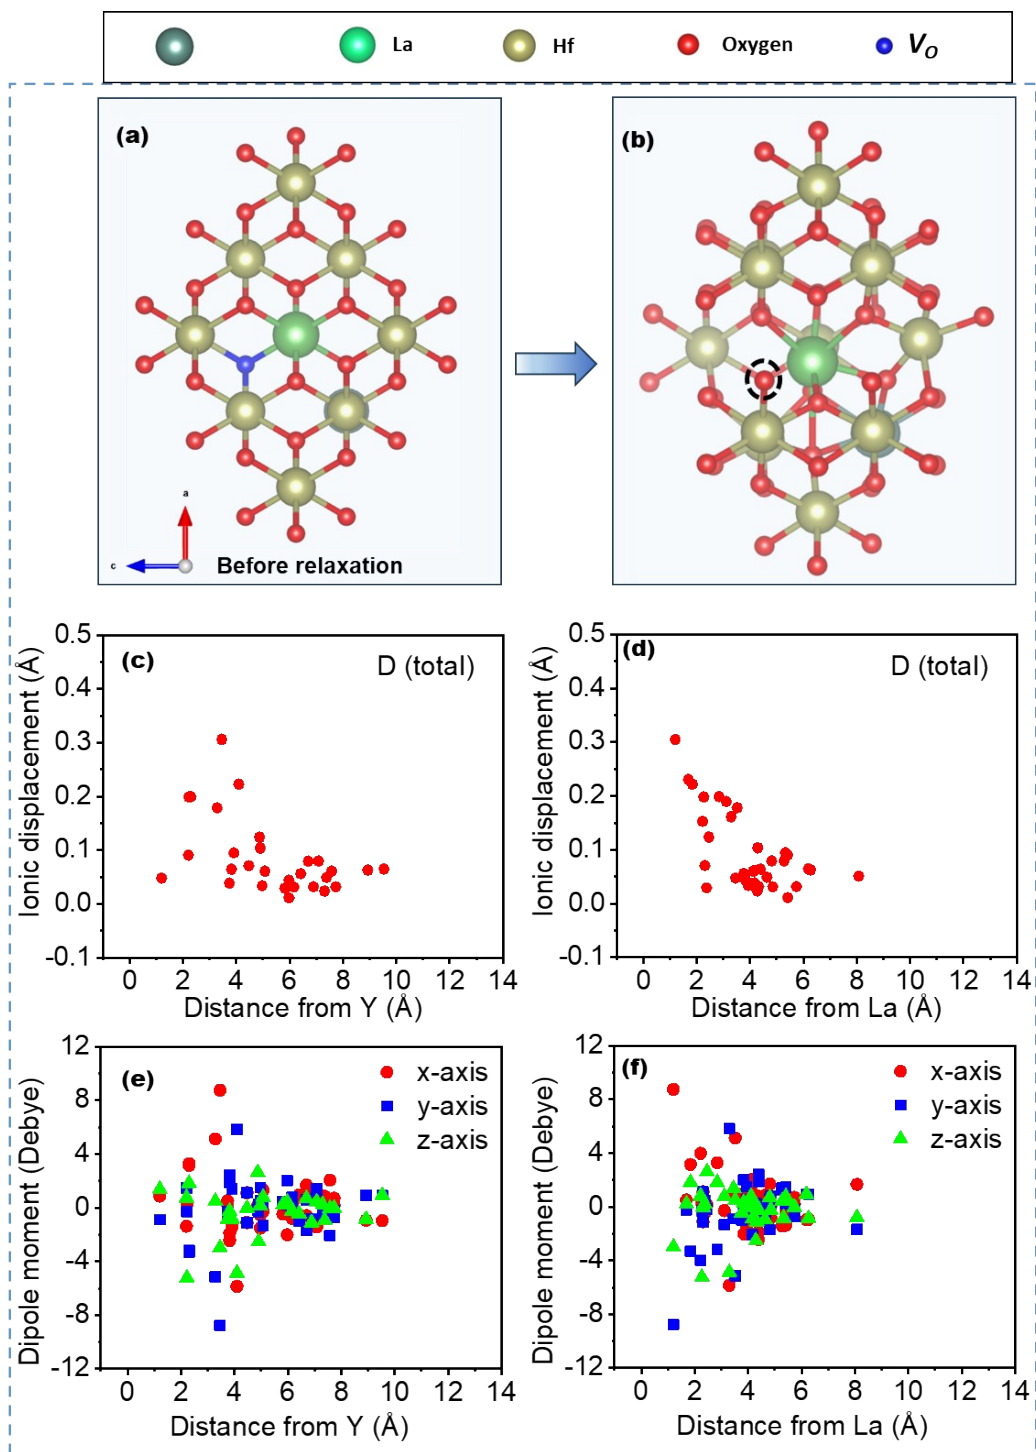 La Hf Oxygen V_O
(a)
(b)
a
c
Before relaxation
(c)
D (total)
Ionic displacement (Å)
0.5
0.4
0.3
0.2
0.1
0.0
-0.1
0 2 4 6 8 10 12 14
Distance from Y (Å)
(d)
D (total)
Ionic displacement (Å)
0.5
0.4
0.3
0.2
0.1
0.0
-0.1
0 2 4 6 8 10 12 14
Distance from La (Å)
(e)
x-axis
y-axis
z-axis
Dipole moment (Debye)
12
8
4
0
-4
-8
-12
0 2 4 6 8 10 12 14
Distance from Y (Å)
(f)
x-axis
y-axis
z-axis
Dipole moment (Debye)
12
8
4
0
-4
-8
-12
0 2 4 6 8 10 12 14
Distance from La (Å)